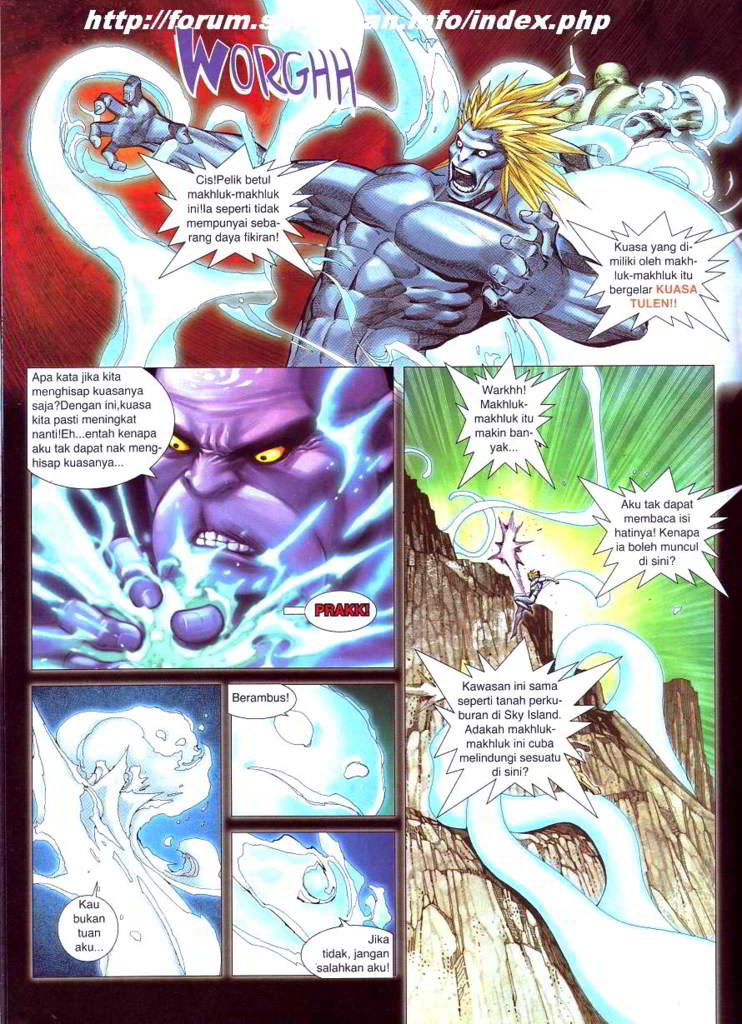 http://forum.s an.info/index.php
WORGHH
Cis!Pelik betul
makhluk-makhluk
ini!Ia seperti tidak
mempunyai seba-
rang daya fikiran!
Kuasa yang di-
miliki oleh makh-
luk-makhluk itu
bergelar KUASA
TULEN!!
Apa kata jika kita
menghisap kuasanya
saja?Dengan ini,kuasa
kita pasti meningkat
nanti!Eh...entah kenapa
aku tak dapat nak me-
nghisap kuasanya...
PRAKK!
Warkhh!
Makhluk-
makhluk itu
makin ban-
yak...
Aku tak dapat
membaca isi
hatinya! Kenapa
ia boleh muncul
di sini?
Kawasan ini sama
seperti tanah perku-
buran di Sky Island.
Adakah makhluk-
makhluk ini cuba
melindungi sesuatu
di sini?
Kau
bukan
tuan
aku...
Berambus!
Jika
tidak, jangan
salahkan aku!